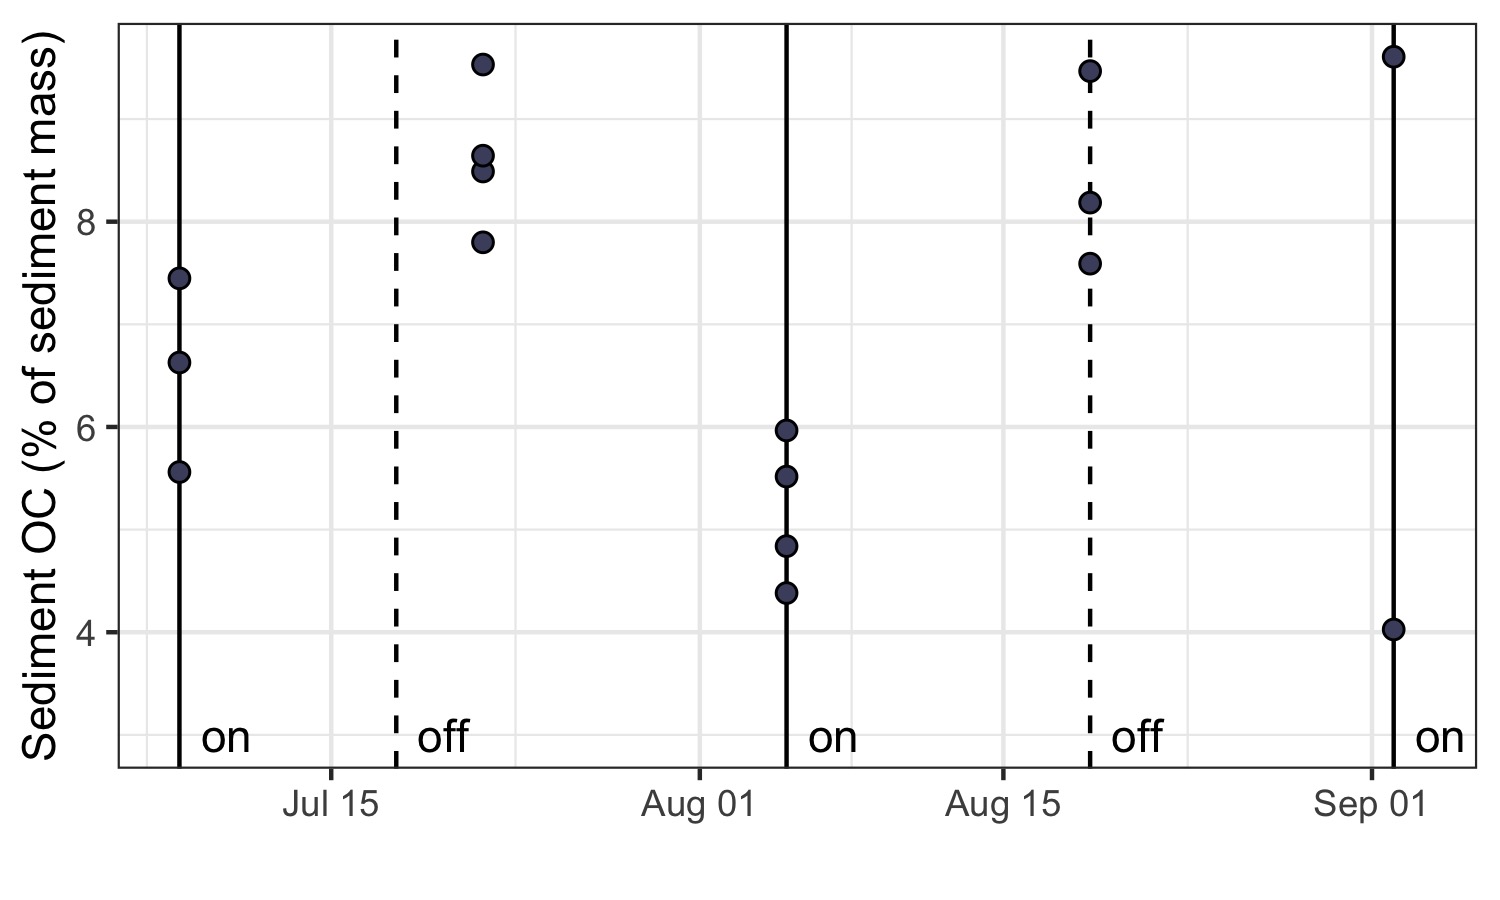 Sediment OC (% of sediment mass)
8
6
4
on
off
on
off
on
Jul 15
Aug 01
Aug 15
Sep 01